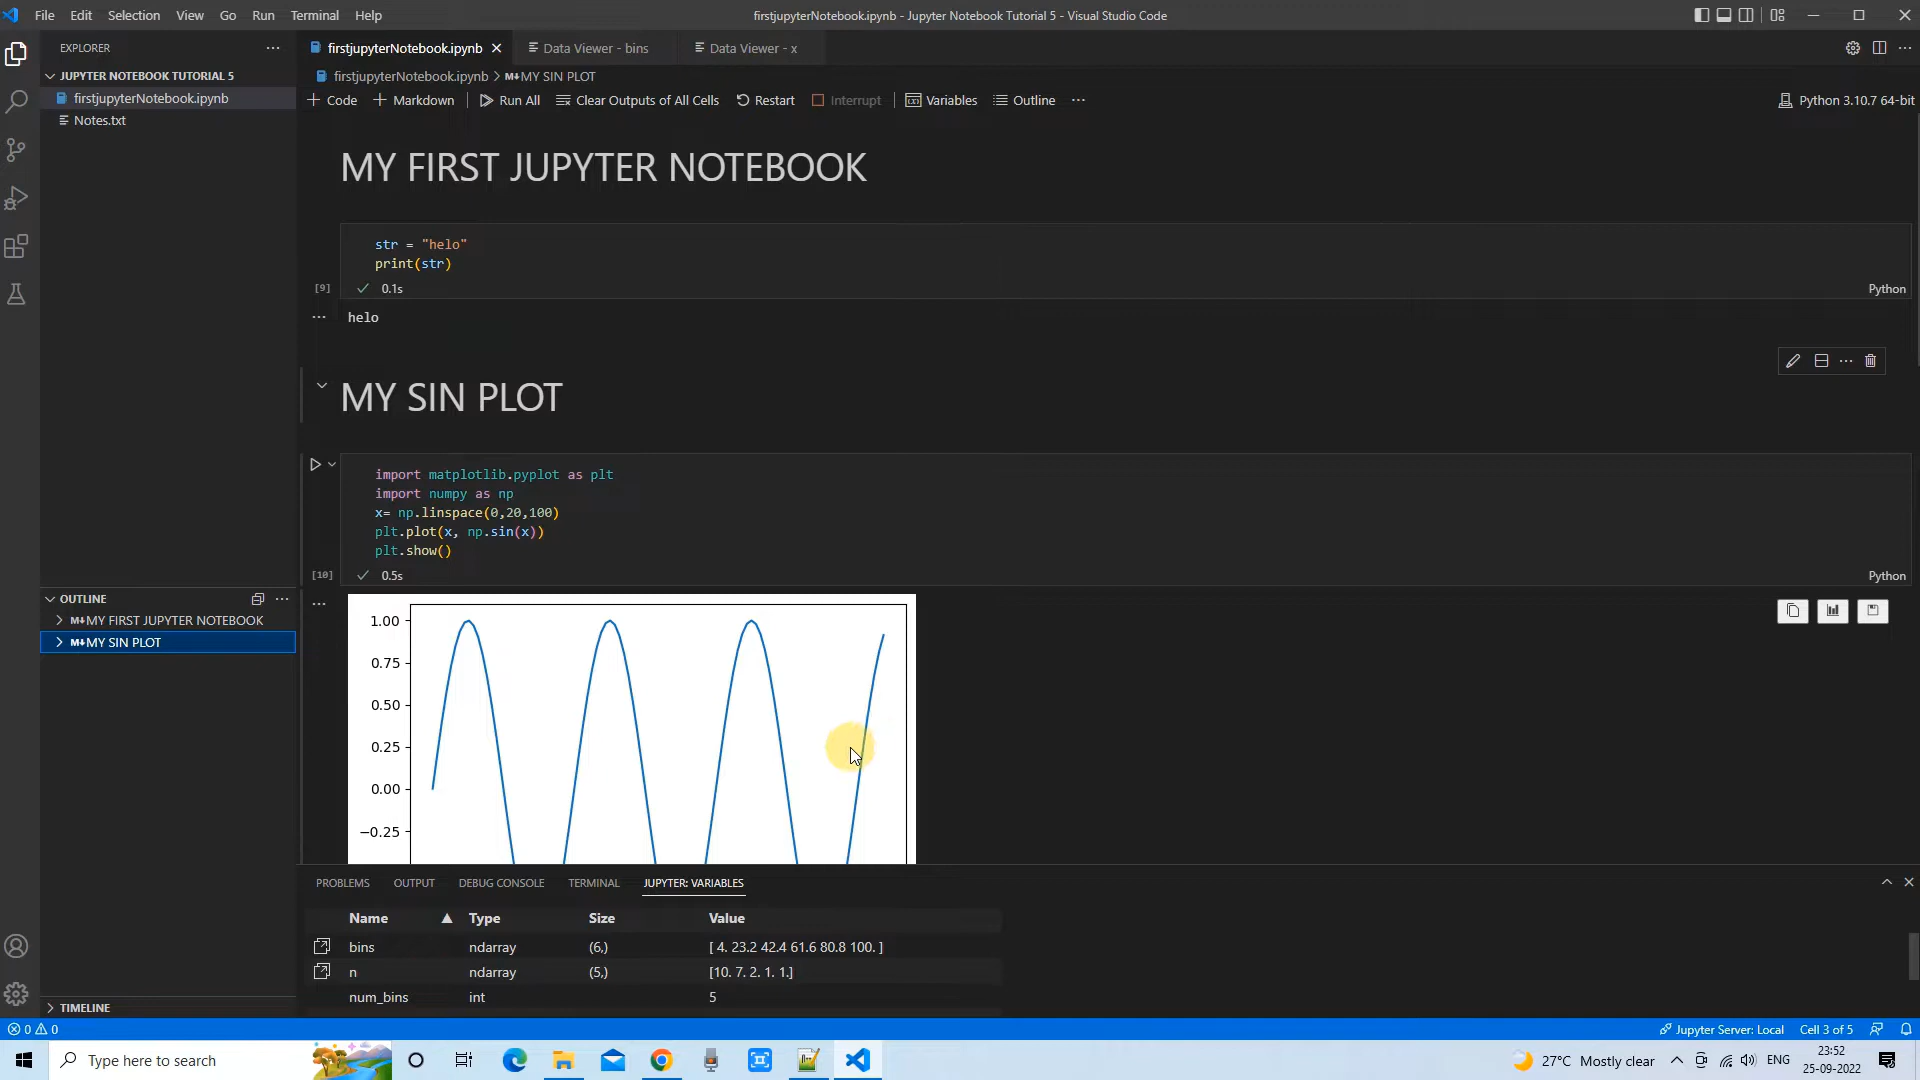 File Edit Selection View Go Run Terminal Help
firstjupyterNotebook.ipynb - Jupyter Notebook Tutorial 5 - Visual Studio Code
EXPLORER
JUPYTER NOTEBOOK TUTORIAL 5
firstjupyterNotebook.ipynb
Notes.txt
firstjupyterNotebook.ipynb Data Viewer - bins Data Viewer - x
firstjupyterNotebook.ipynb > M↓MY SIN PLOT
Code Markdown Run All Clear Outputs of All Cells Restart Interrupt Variables Outline ... Python 3.10.7 64-bit
MY FIRST JUPYTER NOTEBOOK
str = "helo"
print(str)
[9] 0.1s Python
helo
MY SIN PLOT
import matplotlib.pyplot as plt
import numpy as np
x= np.linspace(0,20,100)
plt.plot(x, np.sin(x))
plt.show()
[10] 0.5s Python
1.00
0.75
0.50
0.25
0.00
−0.25
OUTLINE
M↓MY FIRST JUPYTER NOTEBOOK
M↓MY SIN PLOT
TIMELINE
PROBLEMS OUTPUT DEBUG CONSOLE TERMINAL JUPYTER: VARIABLES
Name ▲ Type Size Value
bins ndarray (6,) [ 4. 23.2 42.4 61.6 80.8 100. ]
n ndarray (5,) [10. 7. 2. 1. 1.]
num_bins int 5
0 0 Jupyter Server: Local Cell 3 of 5
Type here to search
27°C Mostly clear ENG 23:52
25-09-2022